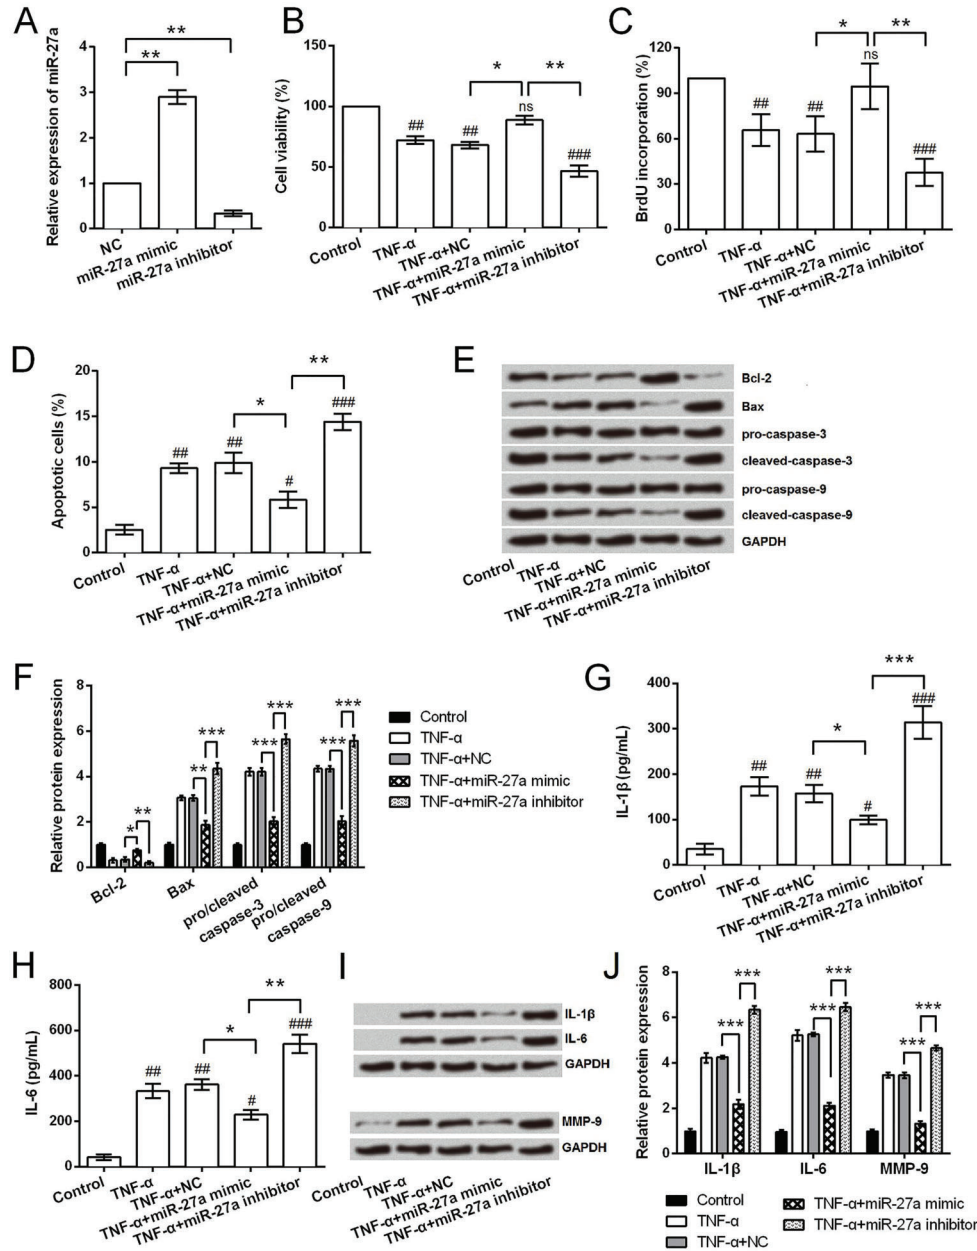 A
Relative expression of miR-27a
4
3
2
1
0
**
**
NC
miR-27a mimic
miR-27a inhibitor
B
Cell viability (%)
150
100
50
0
*
**
##
##
ns
###
Control
TNF-α
TNF-α+NC
TNF-α+miR-27a mimic
TNF-α+miR-27a inhibitor
C
BrdU incorporation (%)
120
90
60
30
0
*
**
##
##
ns
###
Control
TNF-α
TNF-α+NC
TNF-α+miR-27a mimic
TNF-α+miR-27a inhibitor
D
Apoptotic cells (%)
20
15
10
5
0
**
*
##
##
#
###
Control
TNF-α
TNF-α+NC
TNF-α+miR-27a mimic
TNF-α+miR-27a inhibitor
E
Bcl-2
Bax
pro-caspase-3
cleaved-caspase-3
pro-caspase-9
cleaved-caspase-9
GAPDH
Control
TNF-α
TNF-α+NC
TNF-α+miR-27a mimic
TNF-α+miR-27a inhibitor
F
Relative protein expression
8
6
4
2
0
*
**
**
***
***
***
***
***
Bcl-2
Bax
pro/cleaved
caspase-3
pro/cleaved
caspase-9
Control
TNF-α
TNF-α+NC
TNF-α+miR-27a mimic
TNF-α+miR-27a inhibitor
G
IL-1β (pg/mL)
400
300
200
100
0
***
*
##
##
#
###
Control
TNF-α
TNF-α+NC
TNF-α+miR-27a mimic
TNF-α+miR-27a inhibitor
H
IL-6 (pg/mL)
800
600
400
200
0
**
*
##
##
#
###
Control
TNF-α
TNF-α+NC
TNF-α+miR-27a mimic
TNF-α+miR-27a inhibitor
I
IL-1β
IL-6
GAPDH
MMP-9
GAPDH
Control
TNF-α
TNF-α+NC
TNF-α+miR-27a mimic
TNF-α+miR-27a inhibitor
J
Relative protein expression
8
6
4
2
0
***
***
***
***
***
***
IL-1β
IL-6
MMP-9
Control
TNF-α
TNF-α+NC
TNF-α+miR-27a mimic
TNF-α+miR-27a inhibitor